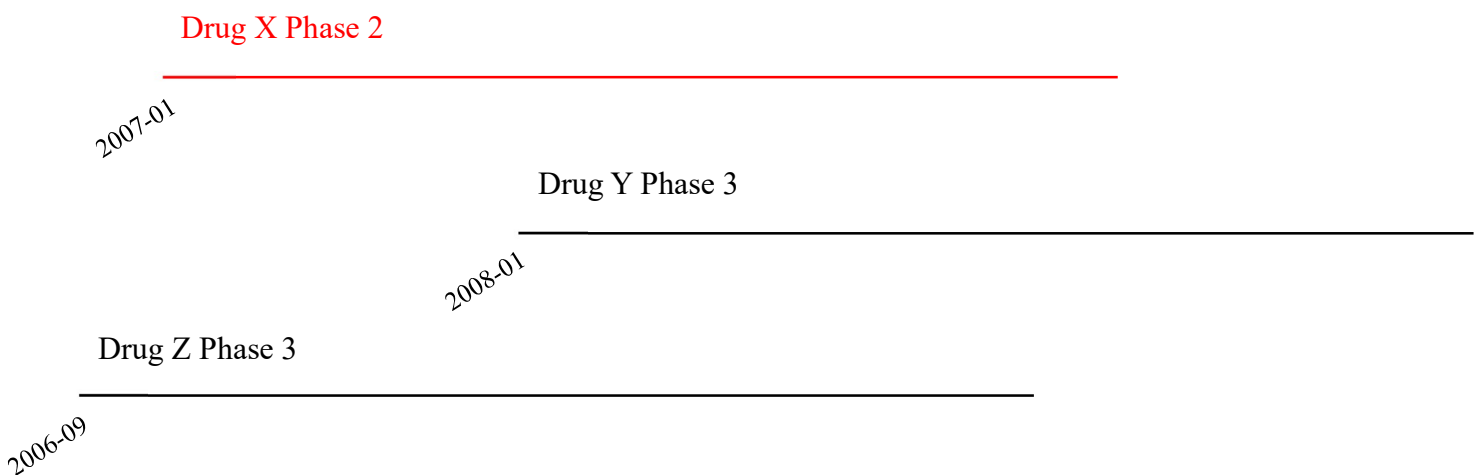 Drug X Phase 2
2007-01
Drug Y Phase 3
2008-01
Drug Z Phase 3
2006-09